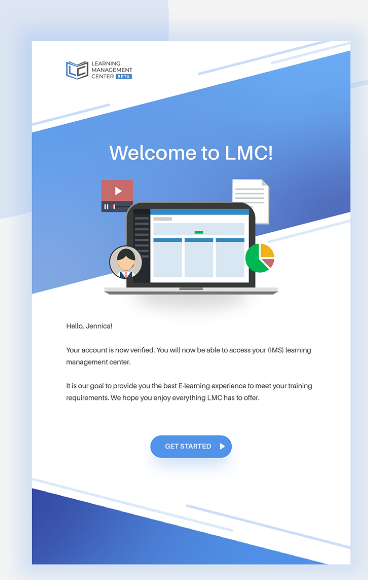 LEARNING
MANAGEMENT
CENTER BETA
Welcome to LMC!
Hello, Jennica!
Your account is now verified. You will now be able to access your (IMS) learning
management center.
It is our goal to provide you the best E-learning experience to meet your training
requirements. We hope you enjoy everything LMC has to offer.
GET STARTED